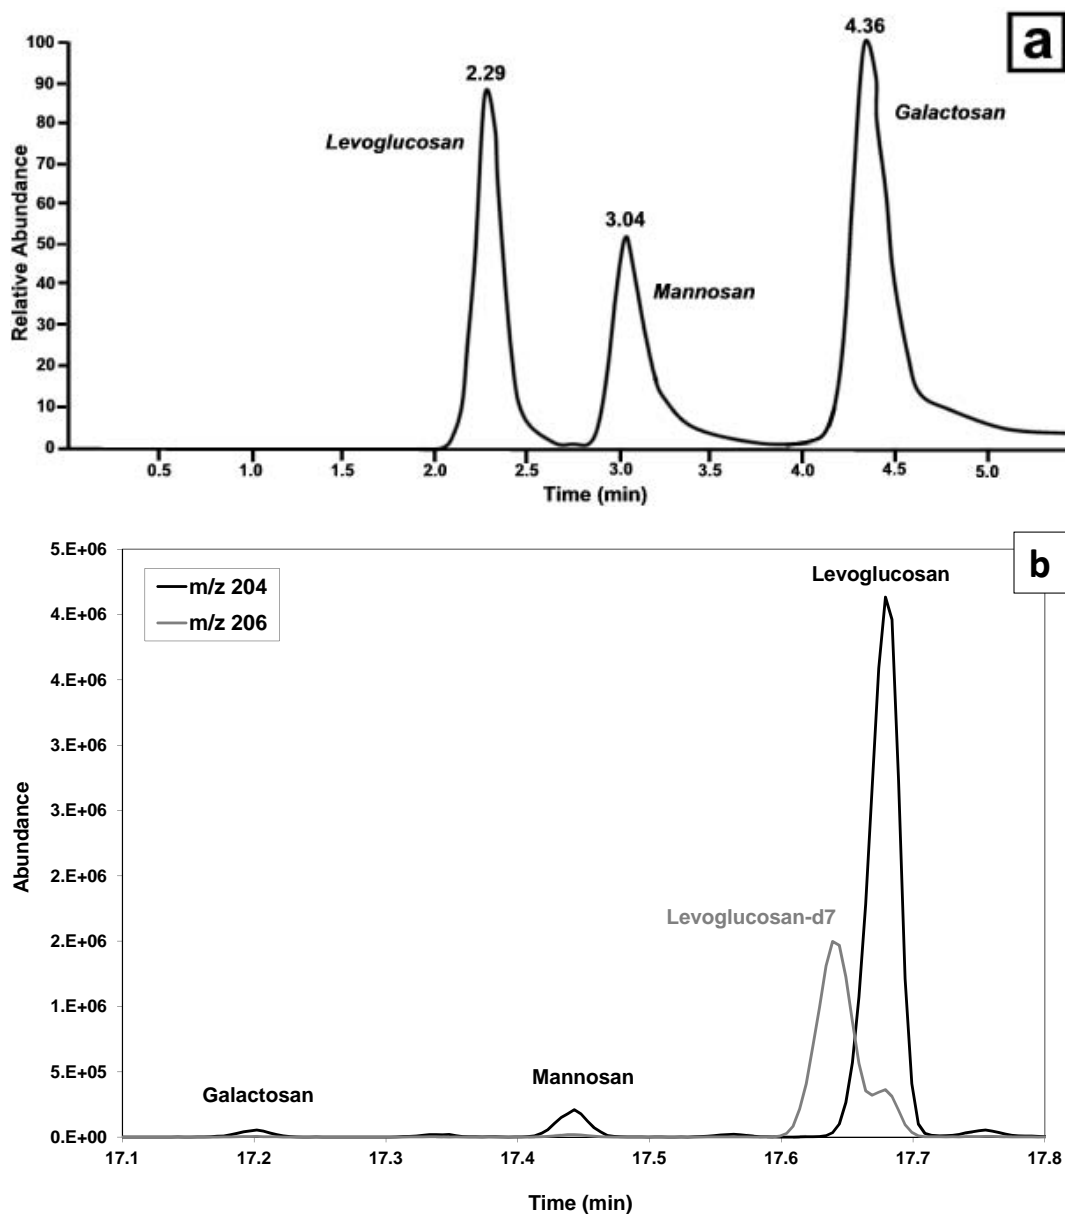 a
4.36
100
2.29
90
Galactosan
80
Levoglucosan
70
60
3.04
50
40
Mannosan
30
20
10
0
Relative Abundance
0.5 1.0 1.5 2.0 2.5 3.0 3.5 4.0 4.5 5.0
Time (min)
b
5.E+06
m/z 204
Levoglucosan
m/z 206
4.E+06
4.E+06
3.E+06
3.E+06
2.E+06
Levoglucosan-d7
2.E+06
1.E+06
5.E+05
Galactosan
Mannosan
0.E+00
Abundance
17.1 17.2 17.3 17.4 17.5 17.6 17.7 17.8
Time (min)